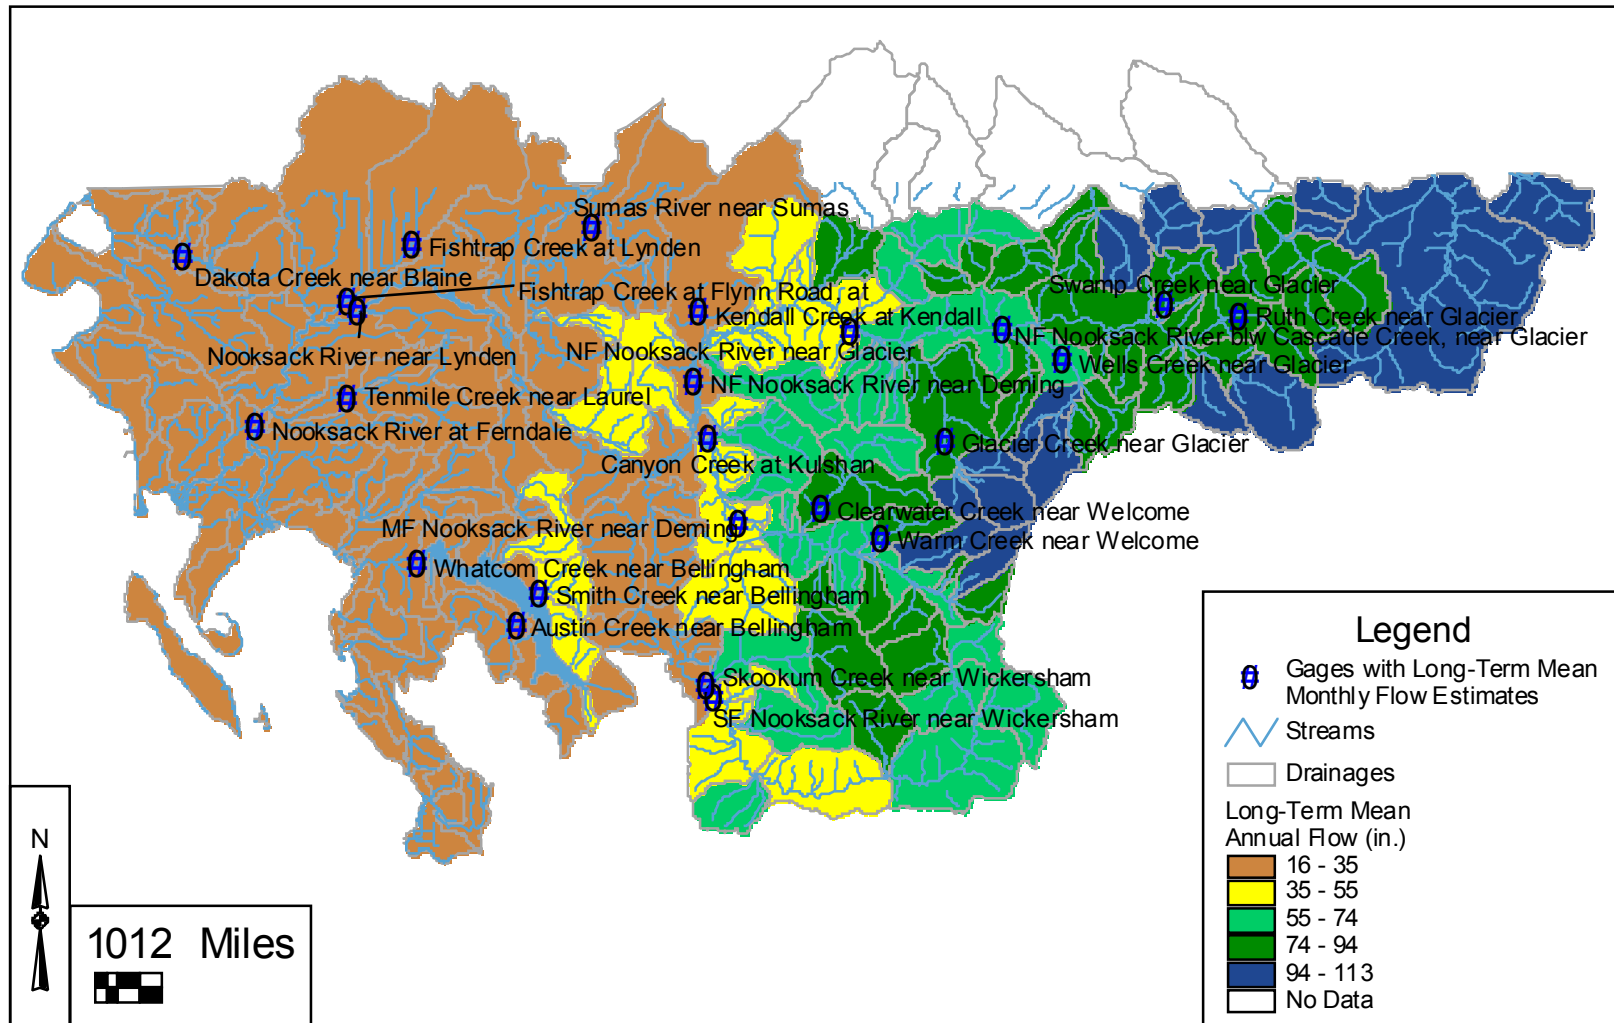 Sumas River near Sumas
Fishtrap Creek at Lynden
Dakota Creek near Blaine
Swamp Creek near Glacier
Fishtrap Creek at Flynn Road, at
Kendall Creek at Kendall
Ruth Creek near Glacier
NF Nooksack River blw Cascade Creek, near Glacier
Nooksack River near Lynden
NF Nooksack River near Glacier
Wells Creek near Glacier
NF Nooksack River near Deming
Tenmile Creek near Laurel
Nooksack River at Ferndale
Glacier Creek near Glacier
Canyon Creek at Kulshan
Clearwater Creek near Welcome
MF Nooksack River near Deming
Warm Creek near Welcome
Whatcom Creek near Bellingham
Smith Creek near Bellingham
Austin Creek near Bellingham
Skookum Creek near Wickersham
SF Nooksack River near Wickersham
Legend
Gages with Long-Term Mean
Monthly Flow Estimates
Streams
Drainages
Long-Term Mean
Annual Flow (in.)
16 - 35
35 - 55
55 - 74
74 - 94
94 - 113
No Data
N
1012 Miles